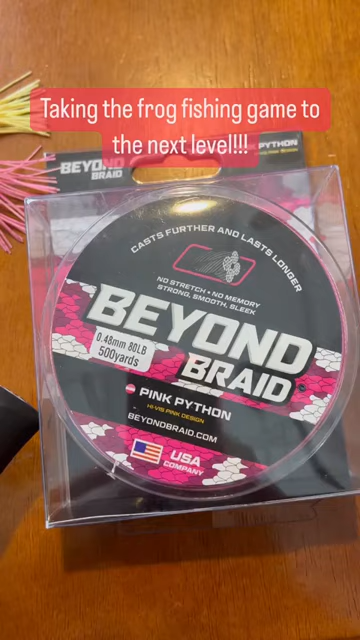 Taking the frog fishing game to
the next level!!!
BEYOND
BRAID
PYTHON
CASTS FURTHER AND LASTS LONGER
NO STRETCH • NO MEMORY
STRONG, SMOOTH, SLEEK
BEYOND
BRAID
0.48mm 80LB
500yards
PINK PYTHON
HI-VIS PINK DESIGN
BEYONDBRAID.COM
USA
COMPANY